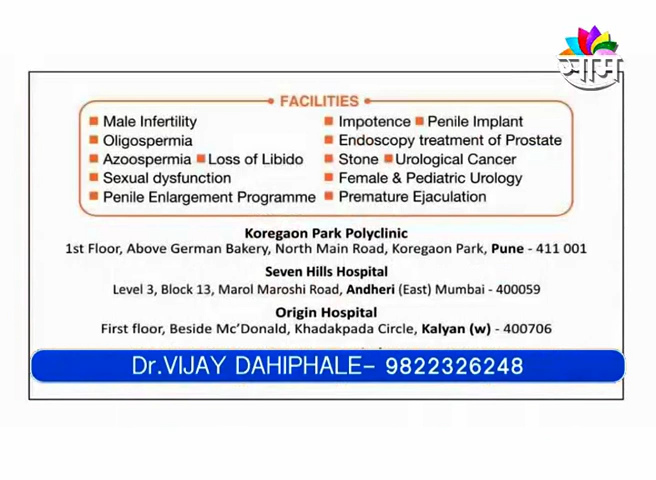 साम
FACILITIES
Male Infertility
Oligospermia
Azoospermia Loss of Libido
Sexual dysfunction
Penile Enlargement Programme
Impotence Penile Implant
Endoscopy treatment of Prostate
Stone Urological Cancer
Female & Pediatric Urology
Premature Ejaculation
Koregaon Park Polyclinic
1st Floor, Above German Bakery, North Main Road, Koregaon Park, Pune - 411 001
Seven Hills Hospital
Level 3, Block 13, Marol Maroshi Road, Andheri (East) Mumbai - 400059
Origin Hospital
First floor, Beside Mc'Donald, Khadakpada Circle, Kalyan (w) - 400706
Dr.VIJAY DAHIPHALE- 9822326248